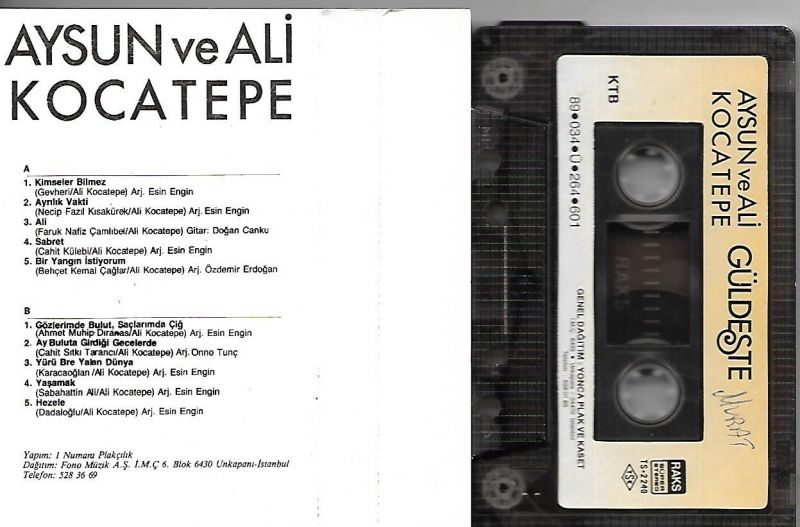 AYSUN ve ALİ
KOCATEPE
A
1. Kimseler Bilmez
(Gevheri/Ali Kocatepe) Arj. Esin Engin
2. Ayrılık Vakti
(Necip Fazıl Kısakürek/Ali Kocatepe) Arj. Esin Engin
3. Ali
(Faruk Nafiz Çamlıbel/Ali Kocatepe) Gitar: Doğan Canku
4. Sabret
(Cahit Külebi/Ali Kocatepe) Arj. Esin Engin
5. Bir Yangın İstiyorum
(Behçet Kemal Çağlar/Ali Kocatepe) Arj. Özdemir Erdoğan
B
1. Gözlerimde Bulut, Saçlarımda Çiğ
(Ahmet Muhip Dıranas/Ali Kocatepe) Arj. Esin Engin
2. Ay Buluta Girdiği Gecelerde
(Cahit Sıtkı Tarancı/Ali Kocatepe) Arj. Onno Tunç
3. Yürü Bre Yalan Dünya
(Karacaoğlan/Ali Kocatepe) Arj. Esin Engin
4. Yaşamak
(Sabahattin Ali/Ali Kocatepe) Arj. Esin Engin
5. Hezele
(Dadaloğlu/Ali Kocatepe) Arj. Esin Engin
Yapım: 1 Numara Plakçılık
Dağıtım: Fono Müzik A.Ş. İ.M.Ç 6. Blok 6430 Unkapanı-İstanbul
Telefon: 528 36 69
AYSUN ve ALİ
KOCATEPE
GÜLDESTE
MURAT
KTB
89•034•Ü•264•601
GENEL DAĞITIM: YONCA PLAK VE KASET
RAKS
RAKS
SUPER
STEREO
TS•2240
TSE